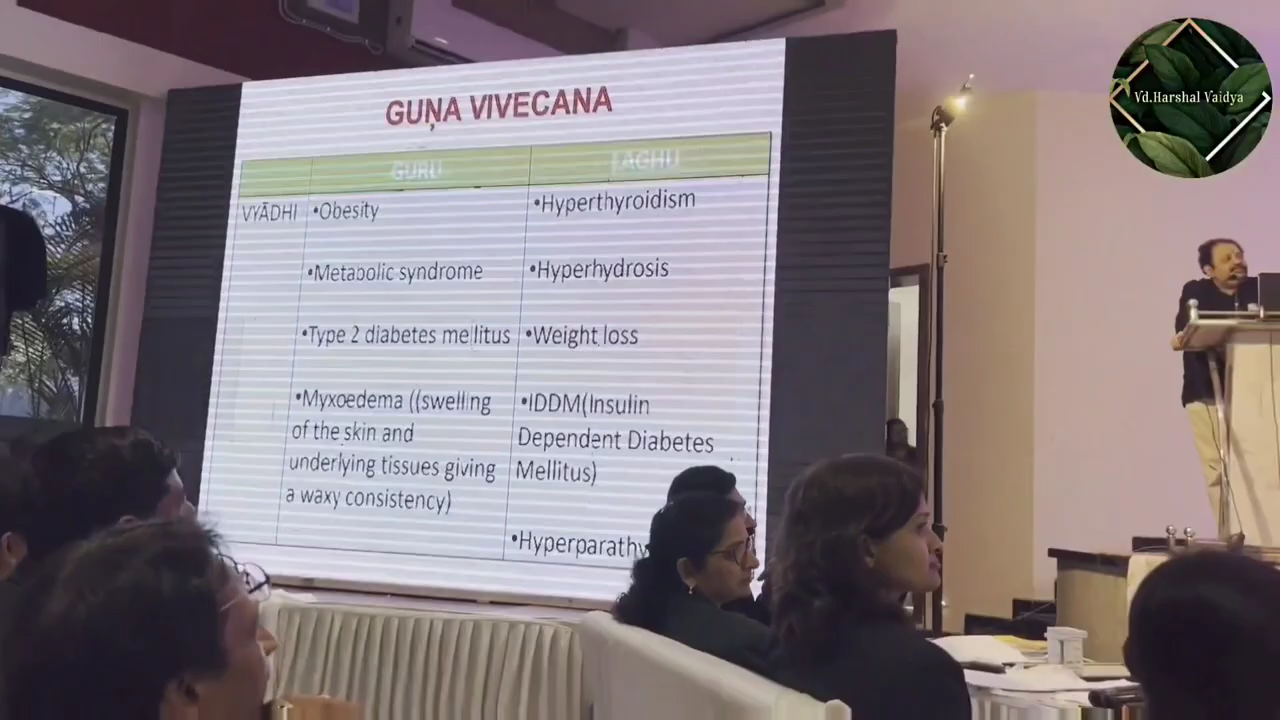 GUṆA VIVECANA
GURU
LAGHU
VYĀDHI
•Obesity
•Hyperthyroidism
•Metabolic syndrome
•Hyperhydrosis
•Type 2 diabetes mellitus
•Weight loss
•Myxoedema ((swelling
of the skin and
underlying tissues giving
a waxy consistency)
•IDDM(Insulin
Dependent Diabetes
Mellitus)
•Hyperparathy
Vd.Harshal Vaidya